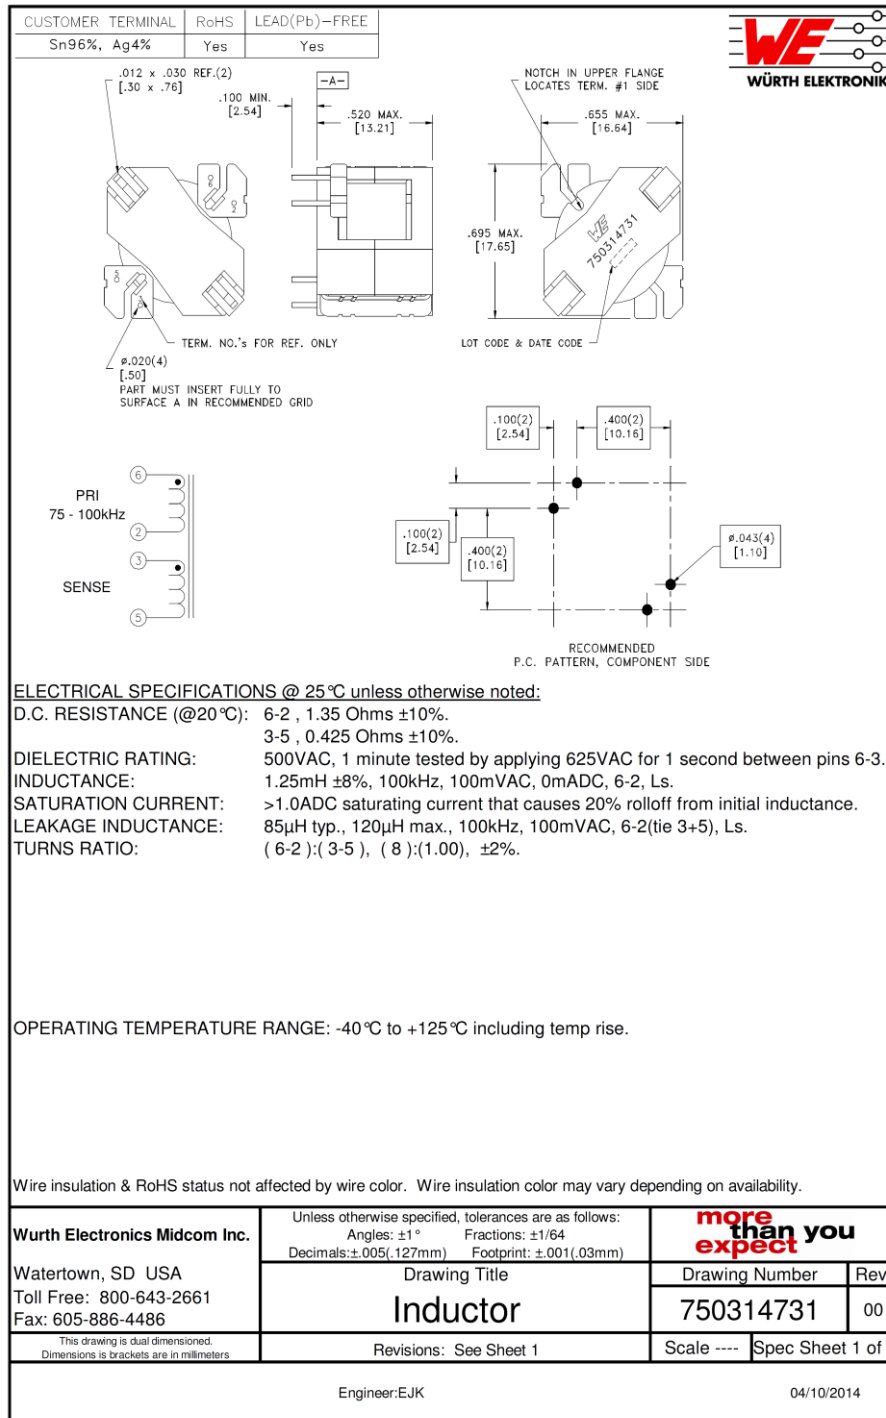 CUSTOMER TERMINAL RoHS LEAD(Pb)-FREE
Sn96%, Ag4% Yes Yes
WE
WÜRTH ELEKTRONIK
.012 x .030 REF.(2)
[.30 x .76]
.100 MIN.
[2.54]
-A-
.520 MAX.
[13.21]
NOTCH IN UPPER FLANGE
LOCATES TERM. #1 SIDE
.655 MAX.
[16.64]
.695 MAX.
[17.65]
6
2
5
WE
750314731
TERM. NO.'s FOR REF. ONLY
LOT CODE & DATE CODE
ø.020(4)
[.50]
PART MUST INSERT FULLY TO
SURFACE A IN RECOMMENDED GRID
.100(2)
[2.54]
.400(2)
[10.16]
6
PRI
75 - 100kHz
2
3
SENSE
5
.100(2)
[2.54]
.400(2)
[10.16]
ø.043(4)
[1.10]
RECOMMENDED
P.C. PATTERN, COMPONENT SIDE
ELECTRICAL SPECIFICATIONS @ 25°C unless otherwise noted:
D.C. RESISTANCE (@20°C): 6-2 , 1.35 Ohms ±10%.
3-5 , 0.425 Ohms ±10%.
DIELECTRIC RATING: 500VAC, 1 minute tested by applying 625VAC for 1 second between pins 6-3.
INDUCTANCE: 1.25mH ±8%, 100kHz, 100mVAC, 0mADC, 6-2, Ls.
SATURATION CURRENT: >1.0ADC saturating current that causes 20% rolloff from initial inductance.
LEAKAGE INDUCTANCE: 85µH typ., 120µH max., 100kHz, 100mVAC, 6-2(tie 3+5), Ls.
TURNS RATIO: ( 6-2 ):( 3-5 ), ( 8 ):(1.00), ±2%.
OPERATING TEMPERATURE RANGE: -40°C to +125°C including temp rise.
Wire insulation & RoHS status not affected by wire color. Wire insulation color may vary depending on availability.
Wurth Electronics Midcom Inc.
Watertown, SD USA
Toll Free: 800-643-2661
Fax: 605-886-4486
This drawing is dual dimensioned.
Dimensions is brackets are in millimeters
Unless otherwise specified, tolerances are as follows:
Angles: ±1° Fractions: ±1/64
Decimals:±.005(.127mm) Footprint: ±.001(.03mm)
Drawing Title
Inductor
Revisions: See Sheet 1
more
than you
expect
Drawing Number Rev
750314731 00
Scale ---- Spec Sheet 1 of
Engineer:EJK 04/10/2014